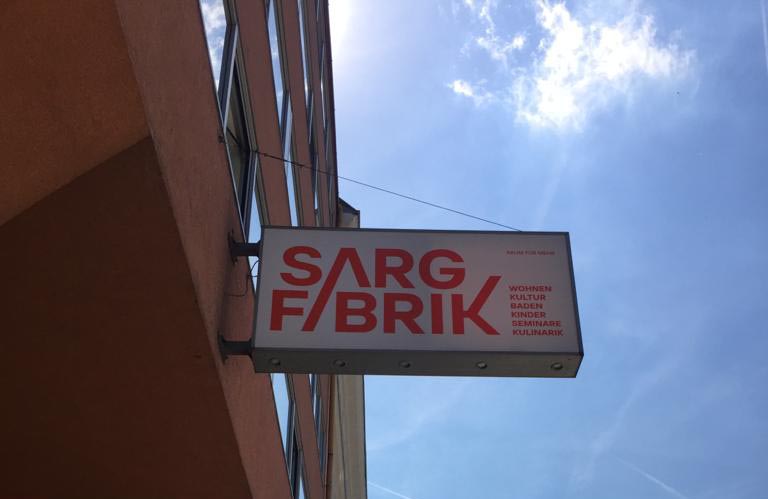 SARG
FABRIK
RAUM FÜR MEHR
WOHNEN
KULTUR
BADEN
KINDER
SEMINARE
KULINARIK